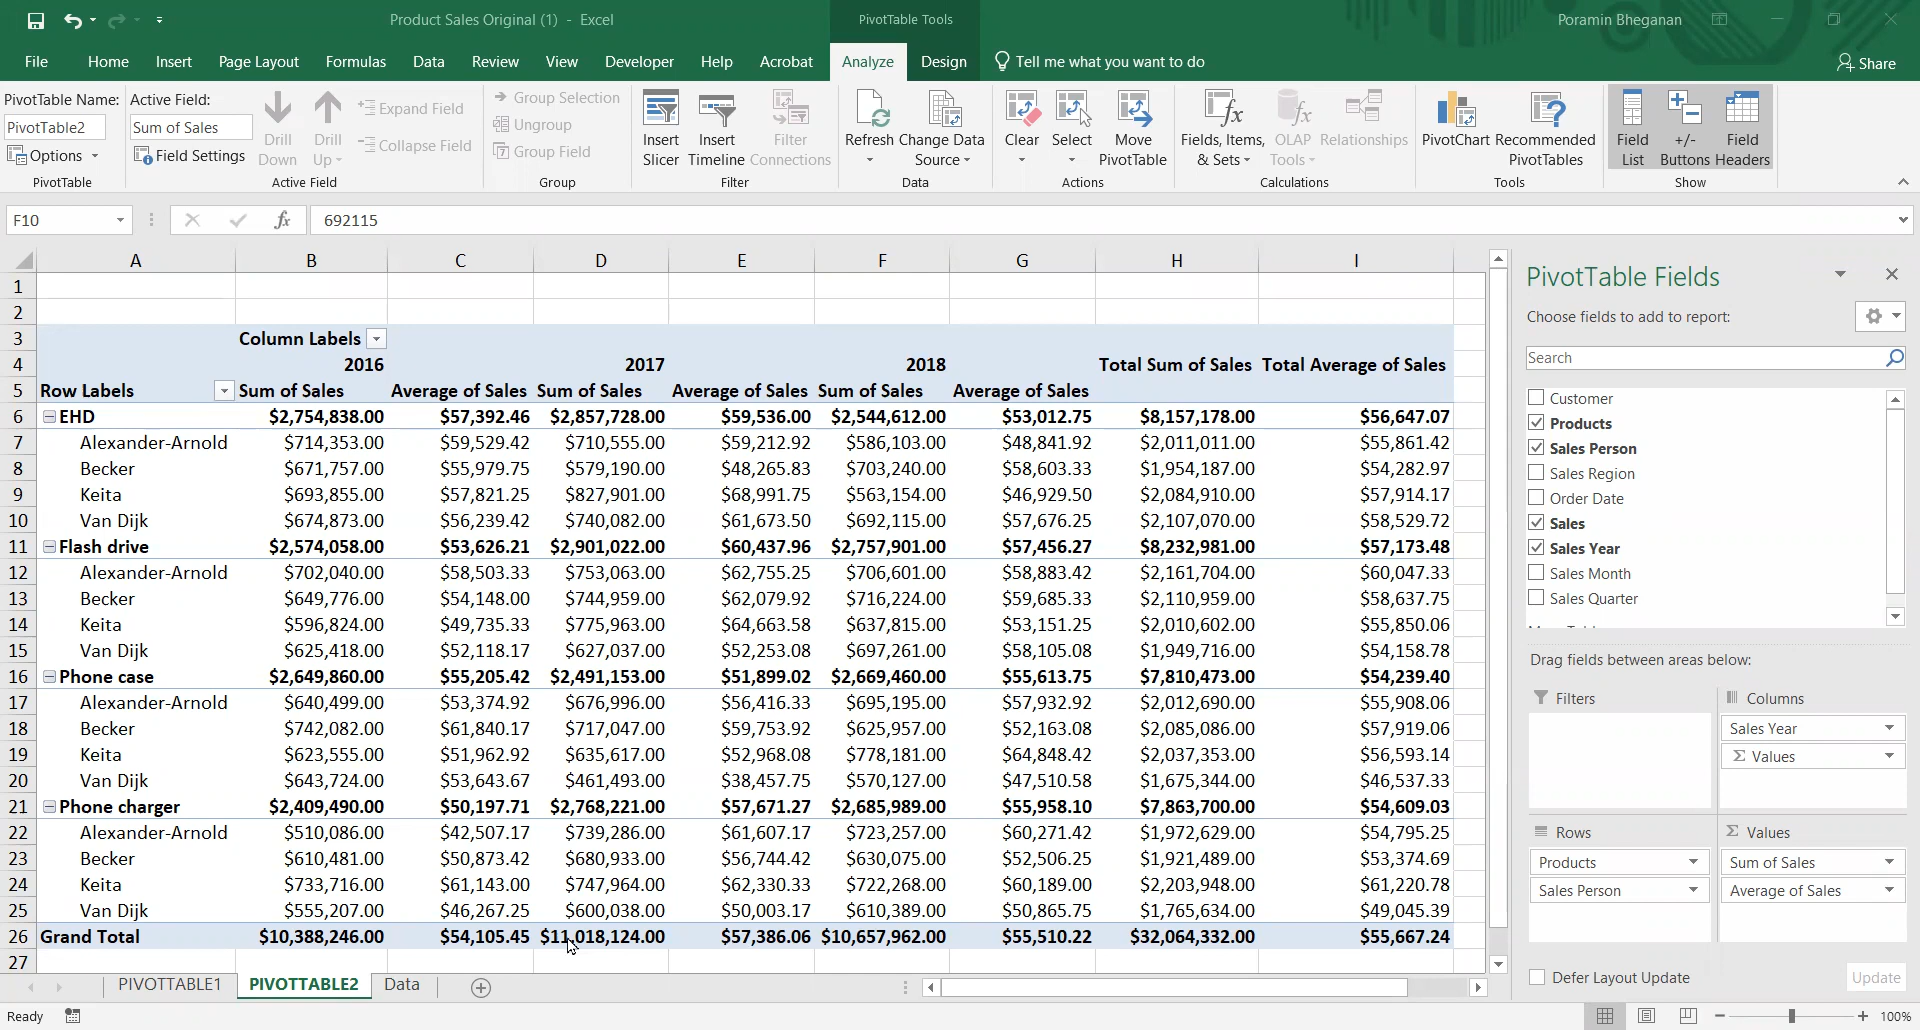 Product Sales Original (1) - Excel
PivotTable Tools
Poramin Bheganan
File Home Insert Page Layout Formulas Data Review View Developer Help Acrobat Analyze Design Tell me what you want to do Share
PivotTable Name: Active Field:
PivotTable2 Sum of Sales
Options Field Settings
Drill Down Drill Up Expand Field Collapse Field
Group Selection
Ungroup
Group Field
Insert Slicer Insert Timeline Filter Connections
Refresh Change Data Source
Clear Select Move PivotTable
Fields, Items, & Sets OLAP Tools Relationships
PivotChart Recommended PivotTables
Field List +/- Buttons Field Headers
PivotTable Active Field Group Filter Data Actions Calculations Tools Show
F10 fx 692115
A B C D E F G H I
1
2
3 Column Labels
4 2016 2017 2018 Total Sum of Sales Total Average of Sales
5 Row Labels Sum of Sales Average of Sales Sum of Sales Average of Sales Sum of Sales Average of Sales
6 EHD $2,754,838.00 $57,392.46 $2,857,728.00 $59,536.00 $2,544,612.00 $53,012.75 $8,157,178.00 $56,647.07
7 Alexander-Arnold $714,353.00 $59,529.42 $710,555.00 $59,212.92 $586,103.00 $48,841.92 $2,011,011.00 $55,861.42
8 Becker $671,757.00 $55,979.75 $579,190.00 $48,265.83 $703,240.00 $58,603.33 $1,954,187.00 $54,282.97
9 Keita $693,855.00 $57,821.25 $827,901.00 $68,991.75 $563,154.00 $46,929.50 $2,084,910.00 $57,914.17
10 Van Dijk $674,873.00 $56,239.42 $740,082.00 $61,673.50 $692,115.00 $57,676.25 $2,107,070.00 $58,529.72
11 Flash drive $2,574,058.00 $53,626.21 $2,901,022.00 $60,437.96 $2,757,901.00 $57,456.27 $8,232,981.00 $57,173.48
12 Alexander-Arnold $702,040.00 $58,503.33 $753,063.00 $62,755.25 $706,601.00 $58,883.42 $2,161,704.00 $60,047.33
13 Becker $649,776.00 $54,148.00 $744,959.00 $62,079.92 $716,224.00 $59,685.33 $2,110,959.00 $58,637.75
14 Keita $596,824.00 $49,735.33 $775,963.00 $64,663.58 $637,815.00 $53,151.25 $2,010,602.00 $55,850.06
15 Van Dijk $625,418.00 $52,118.17 $627,037.00 $52,253.08 $697,261.00 $58,105.08 $1,949,716.00 $54,158.78
16 Phone case $2,649,860.00 $55,205.42 $2,491,153.00 $51,899.02 $2,669,460.00 $55,613.75 $7,810,473.00 $54,239.40
17 Alexander-Arnold $640,499.00 $53,374.92 $676,996.00 $56,416.33 $695,195.00 $57,932.92 $2,012,690.00 $55,908.06
18 Becker $742,082.00 $61,840.17 $717,047.00 $59,753.92 $625,957.00 $52,163.08 $2,085,086.00 $57,919.06
19 Keita $623,555.00 $51,962.92 $635,617.00 $52,968.08 $778,181.00 $64,848.42 $2,037,353.00 $56,593.14
20 Van Dijk $643,724.00 $53,643.67 $461,493.00 $38,457.75 $570,127.00 $47,510.58 $1,675,344.00 $46,537.33
21 Phone charger $2,409,490.00 $50,197.71 $2,768,221.00 $57,671.27 $2,685,989.00 $55,958.10 $7,863,700.00 $54,609.03
22 Alexander-Arnold $510,086.00 $42,507.17 $739,286.00 $61,607.17 $723,257.00 $60,271.42 $1,972,629.00 $54,795.25
23 Becker $610,481.00 $50,873.42 $680,933.00 $56,744.42 $630,075.00 $52,506.25 $1,921,489.00 $53,374.69
24 Keita $733,716.00 $61,143.00 $747,964.00 $62,330.33 $722,268.00 $60,189.00 $2,203,948.00 $61,220.78
25 Van Dijk $555,207.00 $46,267.25 $600,038.00 $50,003.17 $610,389.00 $50,865.75 $1,765,634.00 $49,045.39
26 Grand Total $10,388,246.00 $54,105.45 $11,018,124.00 $57,386.06 $10,657,962.00 $55,510.22 $32,064,332.00 $55,667.24
27
PIVOTTABLE1 PIVOTTABLE2 Data
Ready
PivotTable Fields
Choose fields to add to report:
Search
Customer
Products
Sales Person
Sales Region
Order Date
Sales
Sales Year
Sales Month
Sales Quarter
Drag fields between areas below:
Filters Columns
Sales Year
Σ Values
Rows Σ Values
Products Sum of Sales
Sales Person Average of Sales
Defer Layout Update Update
100%